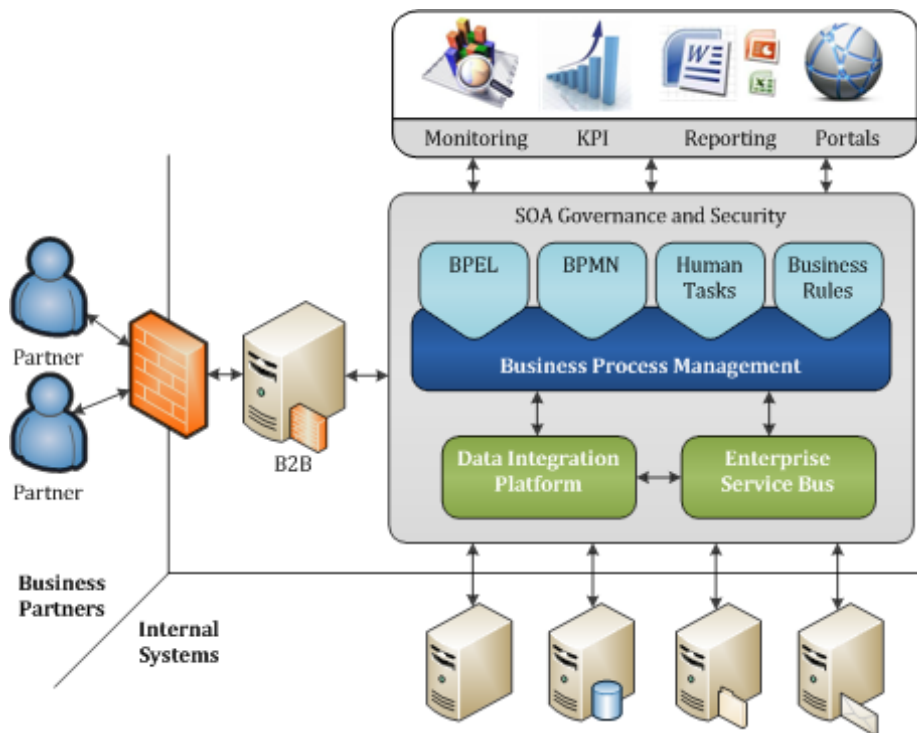 Monitoring
KPI
Reporting
Portals
SOA Governance and Security
BPEL
BPMN
Human
Tasks
Business
Rules
Business Process Management
Data Integration
Platform
Enterprise
Service Bus
Partner
Partner
B2B
Business
Partners
Internal
Systems